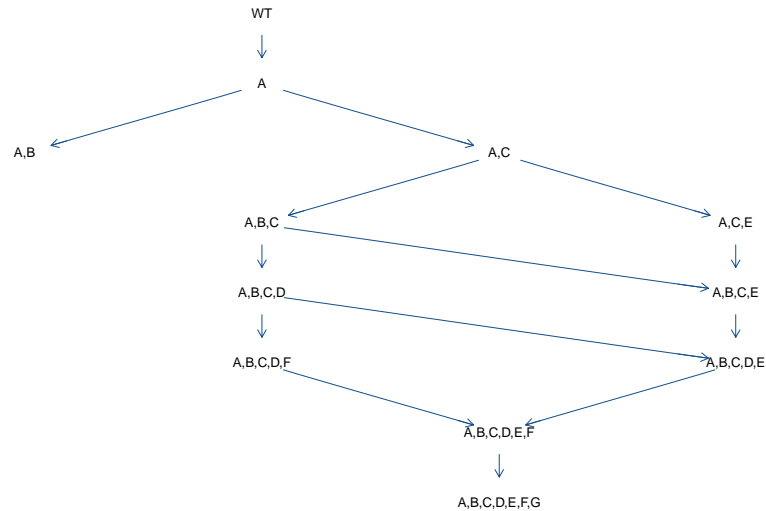 WT
A
A,B
A,C
A,B,C
A,C,E
A,B,C,D
A,B,C,E
A,B,C,D,F
A,B,C,D,E
A,B,C,D,E,F
A,B,C,D,E,F,G